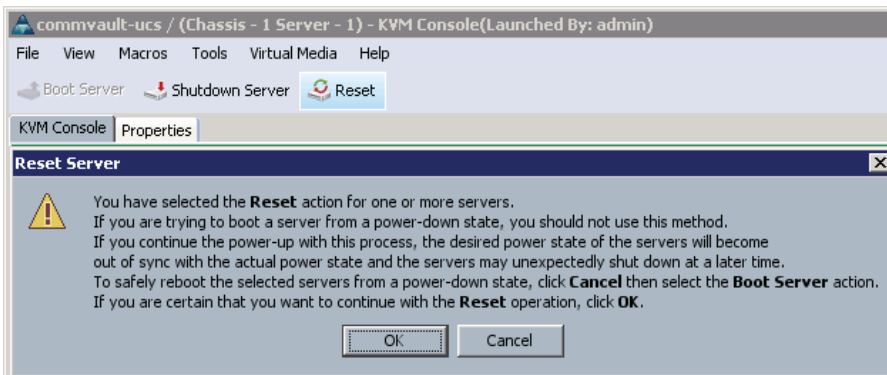 commvault-ucs / (Chassis - 1 Server - 1) - KVM Console(Launched By: admin)
File View Macros Tools Virtual Media Help
Boot Server Shutdown Server Reset
KVM Console Properties
Reset Server
You have selected the Reset action for one or more servers.
If you are trying to boot a server from a power-down state, you should not use this method.
If you continue the power-up with this process, the desired power state of the servers will become
out of sync with the actual power state and the servers may unexpectedly shut down at a later time.
To safely reboot the selected servers from a power-down state, click Cancel then select the Boot Server action.
If you are certain that you want to continue with the Reset operation, click OK.
OK Cancel